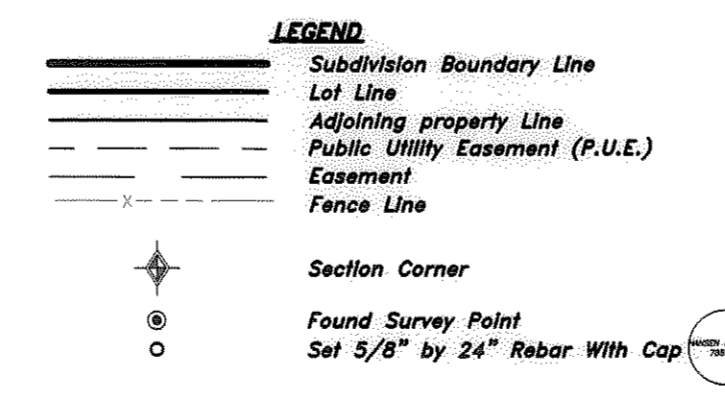 LEGEND
Subdivision Boundary Line
Lot Line
Adjoining property Line
Public Utility Easement (P.U.E.)
Easement
X
Fence Line
Section Corner
Found Survey Point
Set 5/8" by 24" Rebar With Cap